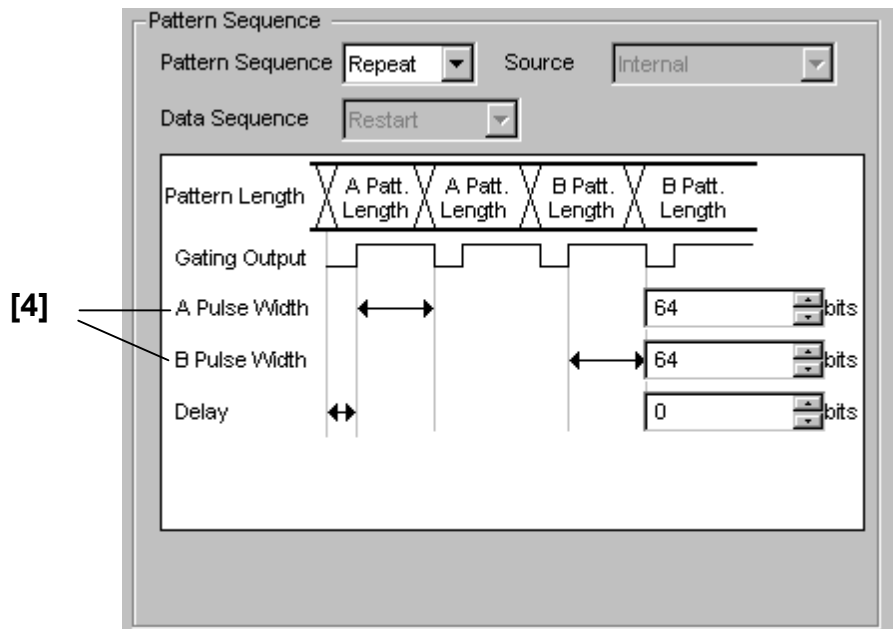 Pattern Sequence
Pattern Sequence Repeat Source Internal
Data Sequence Restart
Pattern Length A Patt. Length A Patt. Length B Patt. Length B Patt. Length
Gating Output
[4] A Pulse Width 64 bits
B Pulse Width 64 bits
Delay 0 bits